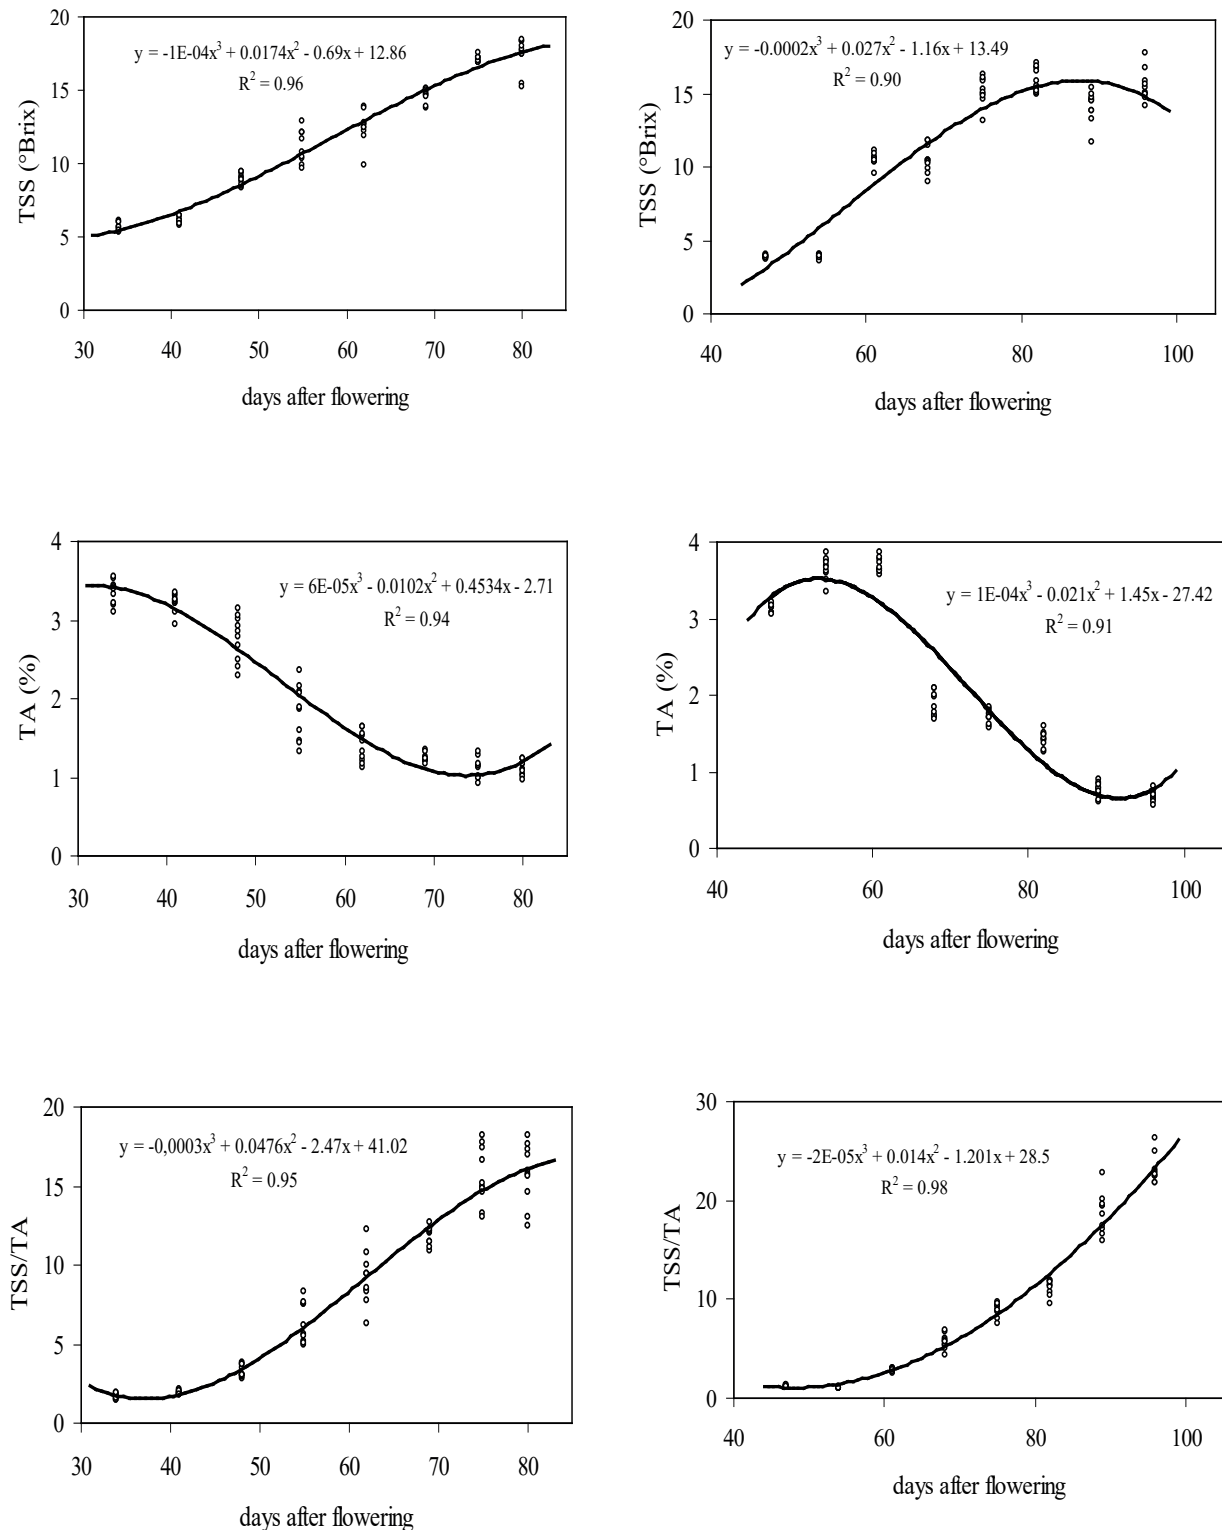 20
15
10
5
0
TSS (°Brix)
y = -1E-04x³ + 0.0174x² - 0.69x + 12.86
R² = 0.96
30 40 50 60 70 80
days after flowering
20
15
10
5
0
TSS (°Brix)
y = -0.0002x³ + 0.027x² - 1.16x + 13.49
R² = 0.90
40 60 80 100
days after flowering
4
3
2
1
0
TA (%)
y = 6E-05x³ - 0.0102x² + 0.4534x - 2.71
R² = 0.94
30 40 50 60 70 80
days after flowering
4
3
2
1
0
TA (%)
y = 1E-04x³ - 0.021x² + 1.45x - 27.42
R² = 0.91
40 60 80 100
days after flowering
20
15
10
5
0
TSS/TA
y = -0,0003x³ + 0.0476x² - 2.47x + 41.02
R² = 0.95
30 40 50 60 70 80
days after flowering
30
20
10
0
TSS/TA
y = -2E-05x³ + 0.014x² - 1.201x + 28.5
R² = 0.98
40 60 80 100
days after flowering